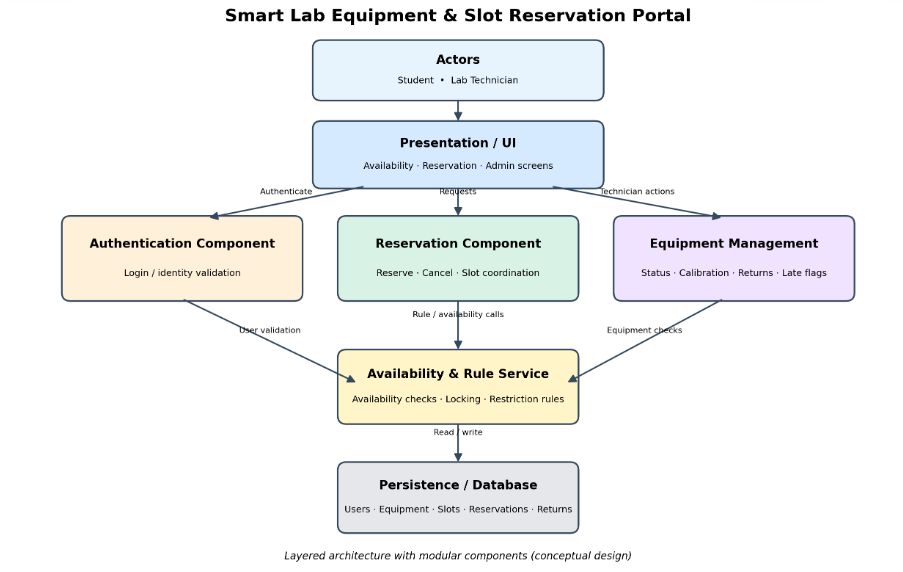 Smart Lab Equipment & Slot Reservation Portal
Actors
Student • Lab Technician
Presentation / UI
Availability · Reservation · Admin screens
Authenticate
Requests
Technician actions
Authentication Component
Login / identity validation
Reservation Component
Reserve · Cancel · Slot coordination
Equipment Management
Status · Calibration · Returns · Late flags
Rule / availability calls
User validation
Equipment checks
Availability & Rule Service
Availability checks · Locking · Restriction rules
Read / write
Persistence / Database
Users · Equipment · Slots · Reservations · Returns
Layered architecture with modular components (conceptual design)